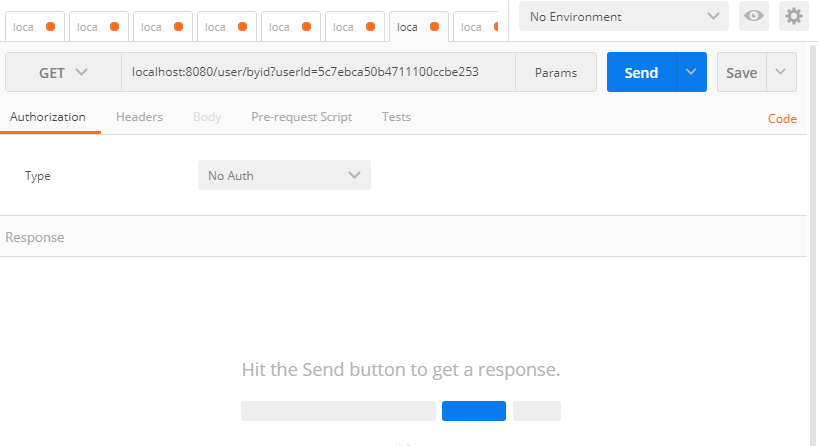 loca loca loca loca loca loca loca loca No Environment
GET localhost:8080/user/byid?userId=5c7ebca50b4711100ccbe253 Params Send Save
Authorization Headers Body Pre-request Script Tests Code
Type No Auth
Response
Hit the Send button to get a response.